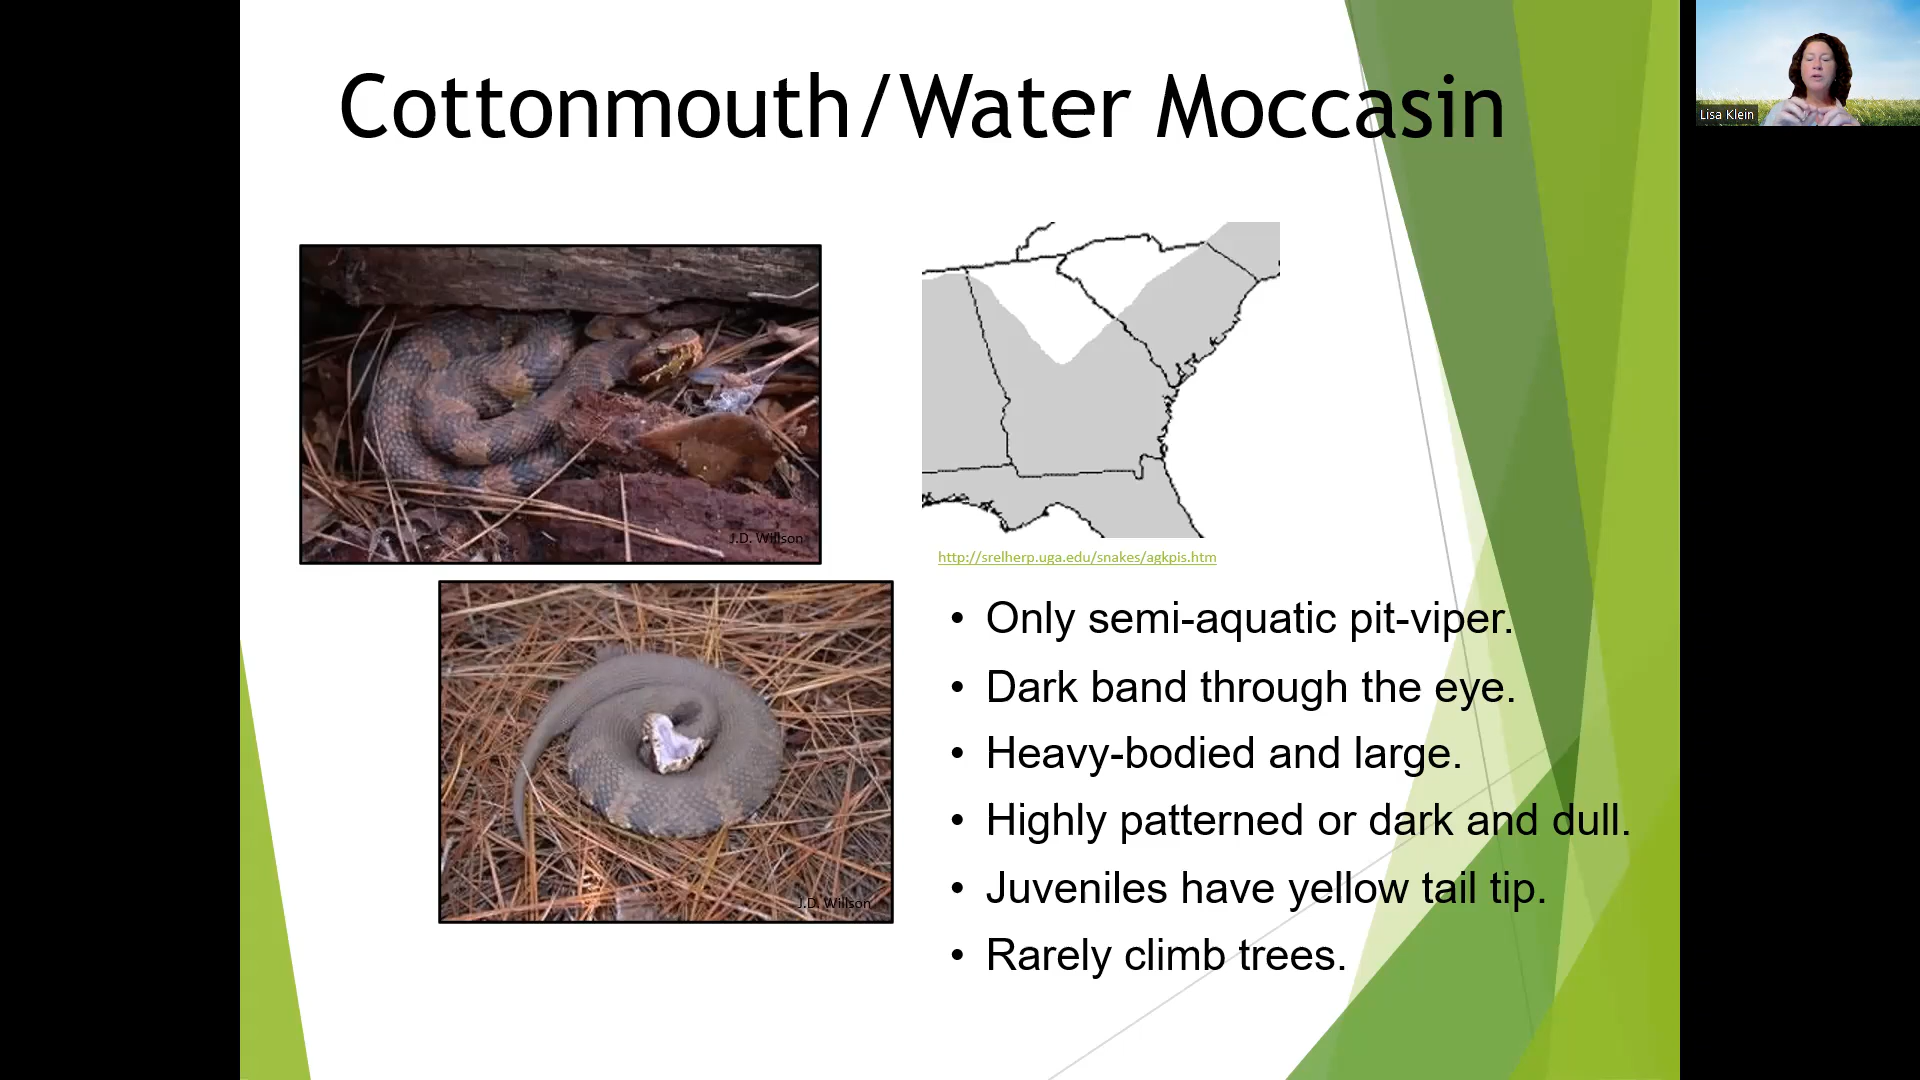 Cottonmouth/Water Moccasin
Lisa Klein
J.D. Willson
http://srelherp.uga.edu/snakes/agkpis.htm
J.D. Willson
• Only semi-aquatic pit-viper.
• Dark band through the eye.
• Heavy-bodied and large.
• Highly patterned or dark and dull.
• Juveniles have yellow tail tip.
• Rarely climb trees.